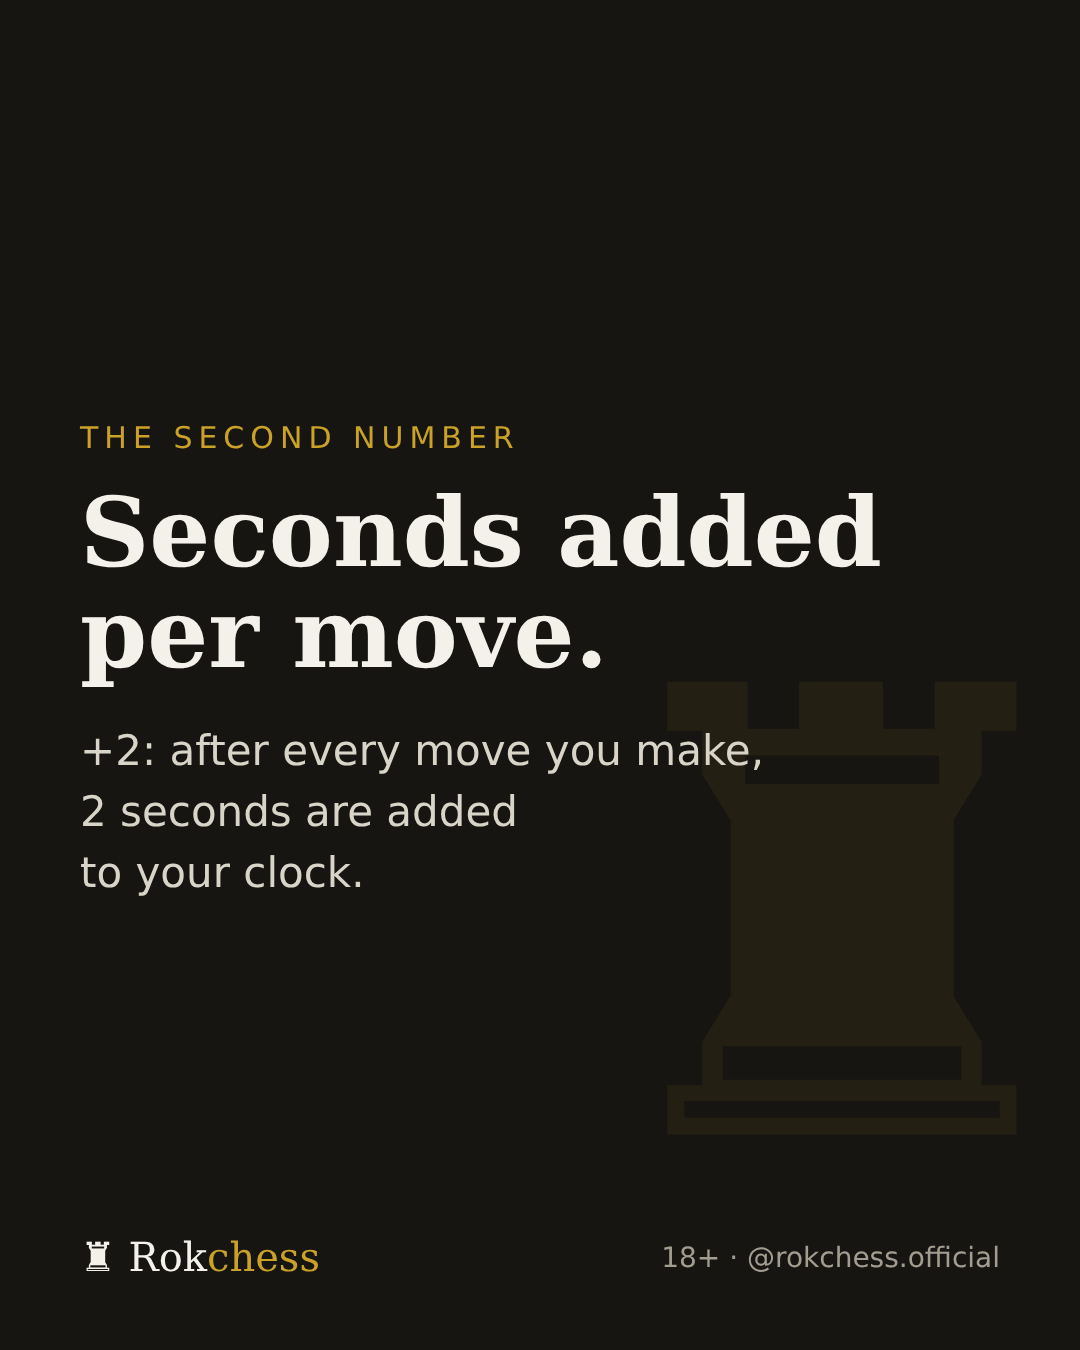 THE SECOND NUMBER
Seconds added
per move.
+2: after every move you make,
2 seconds are added
to your clock.
♜ Rokchess
18+ · @rokchess.official